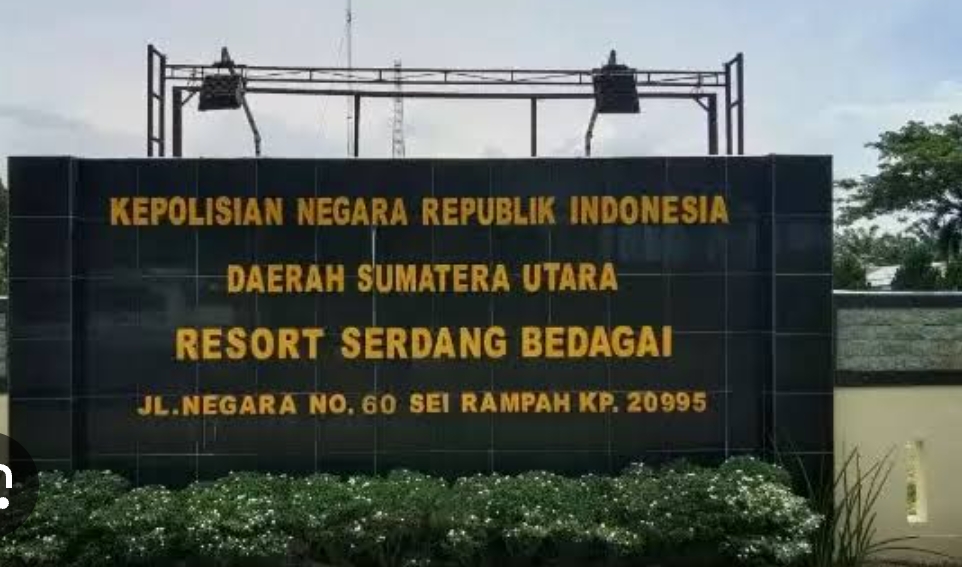 KEPOLISIAN NEGARA REPUBLIK INDONESIA
DAERAH SUMATERA UTARA
RESORT SERDANG BEDAGAI
JL.NEGARA NO. 60 SEI RAMPAH KP. 20995